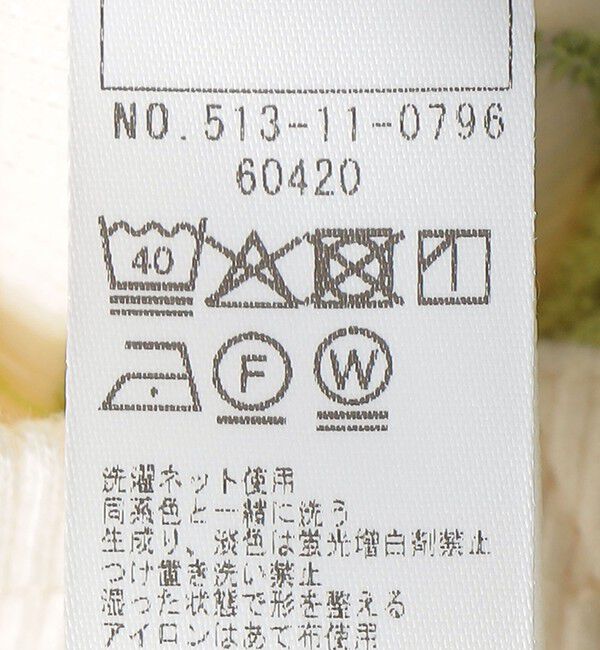 NO.513-11-0796
60420
40
F W
洗濯ネット使用
同系色と一緒に洗う
生成り、淡色は蛍光増白剤禁止
つけ置き洗い禁止
湿った状態で形を整える
アイロンはあて布使用